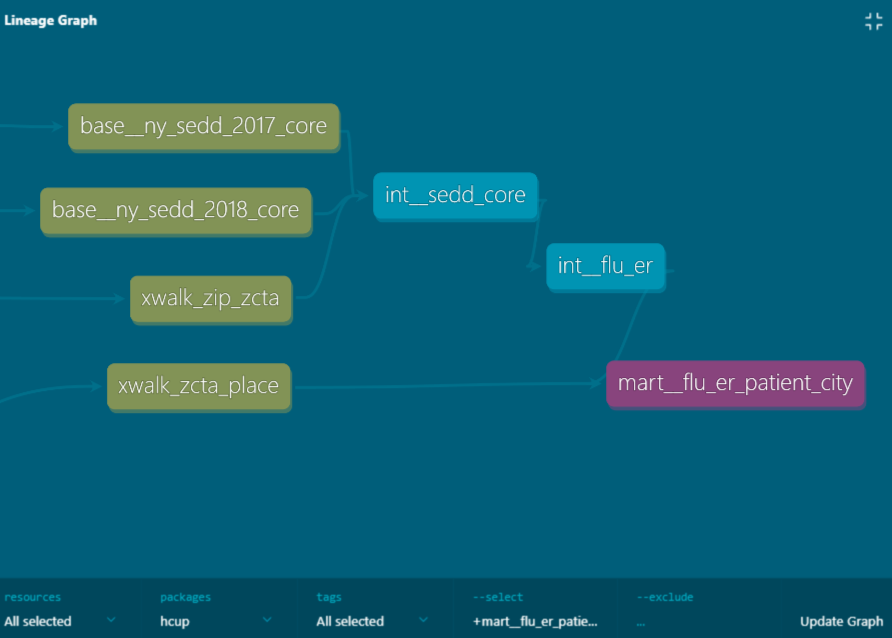 Lineage Graph
base__ny_sedd_2017_core
int__sedd_core
base__ny_sedd_2018_core
int__flu_er
xwalk_zip_zcta
xwalk_zcta_place
mart__flu_er_patient_city
resources packages tags --select --exclude
All selected hcup All selected +mart__flu_er_patie... ... Update Graph